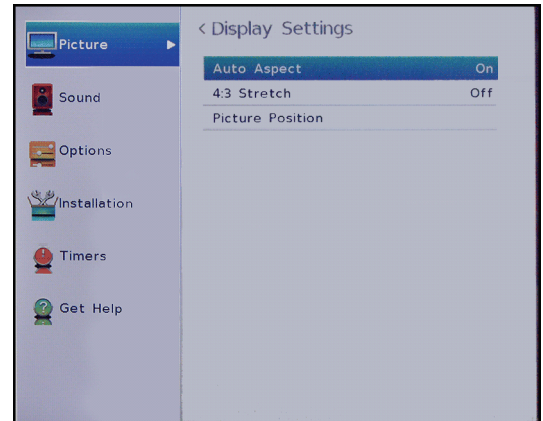 < Display Settings
Picture
Auto Aspect On
4:3 Stretch Off
Picture Position
Sound
Options
Installation
Timers
Get Help